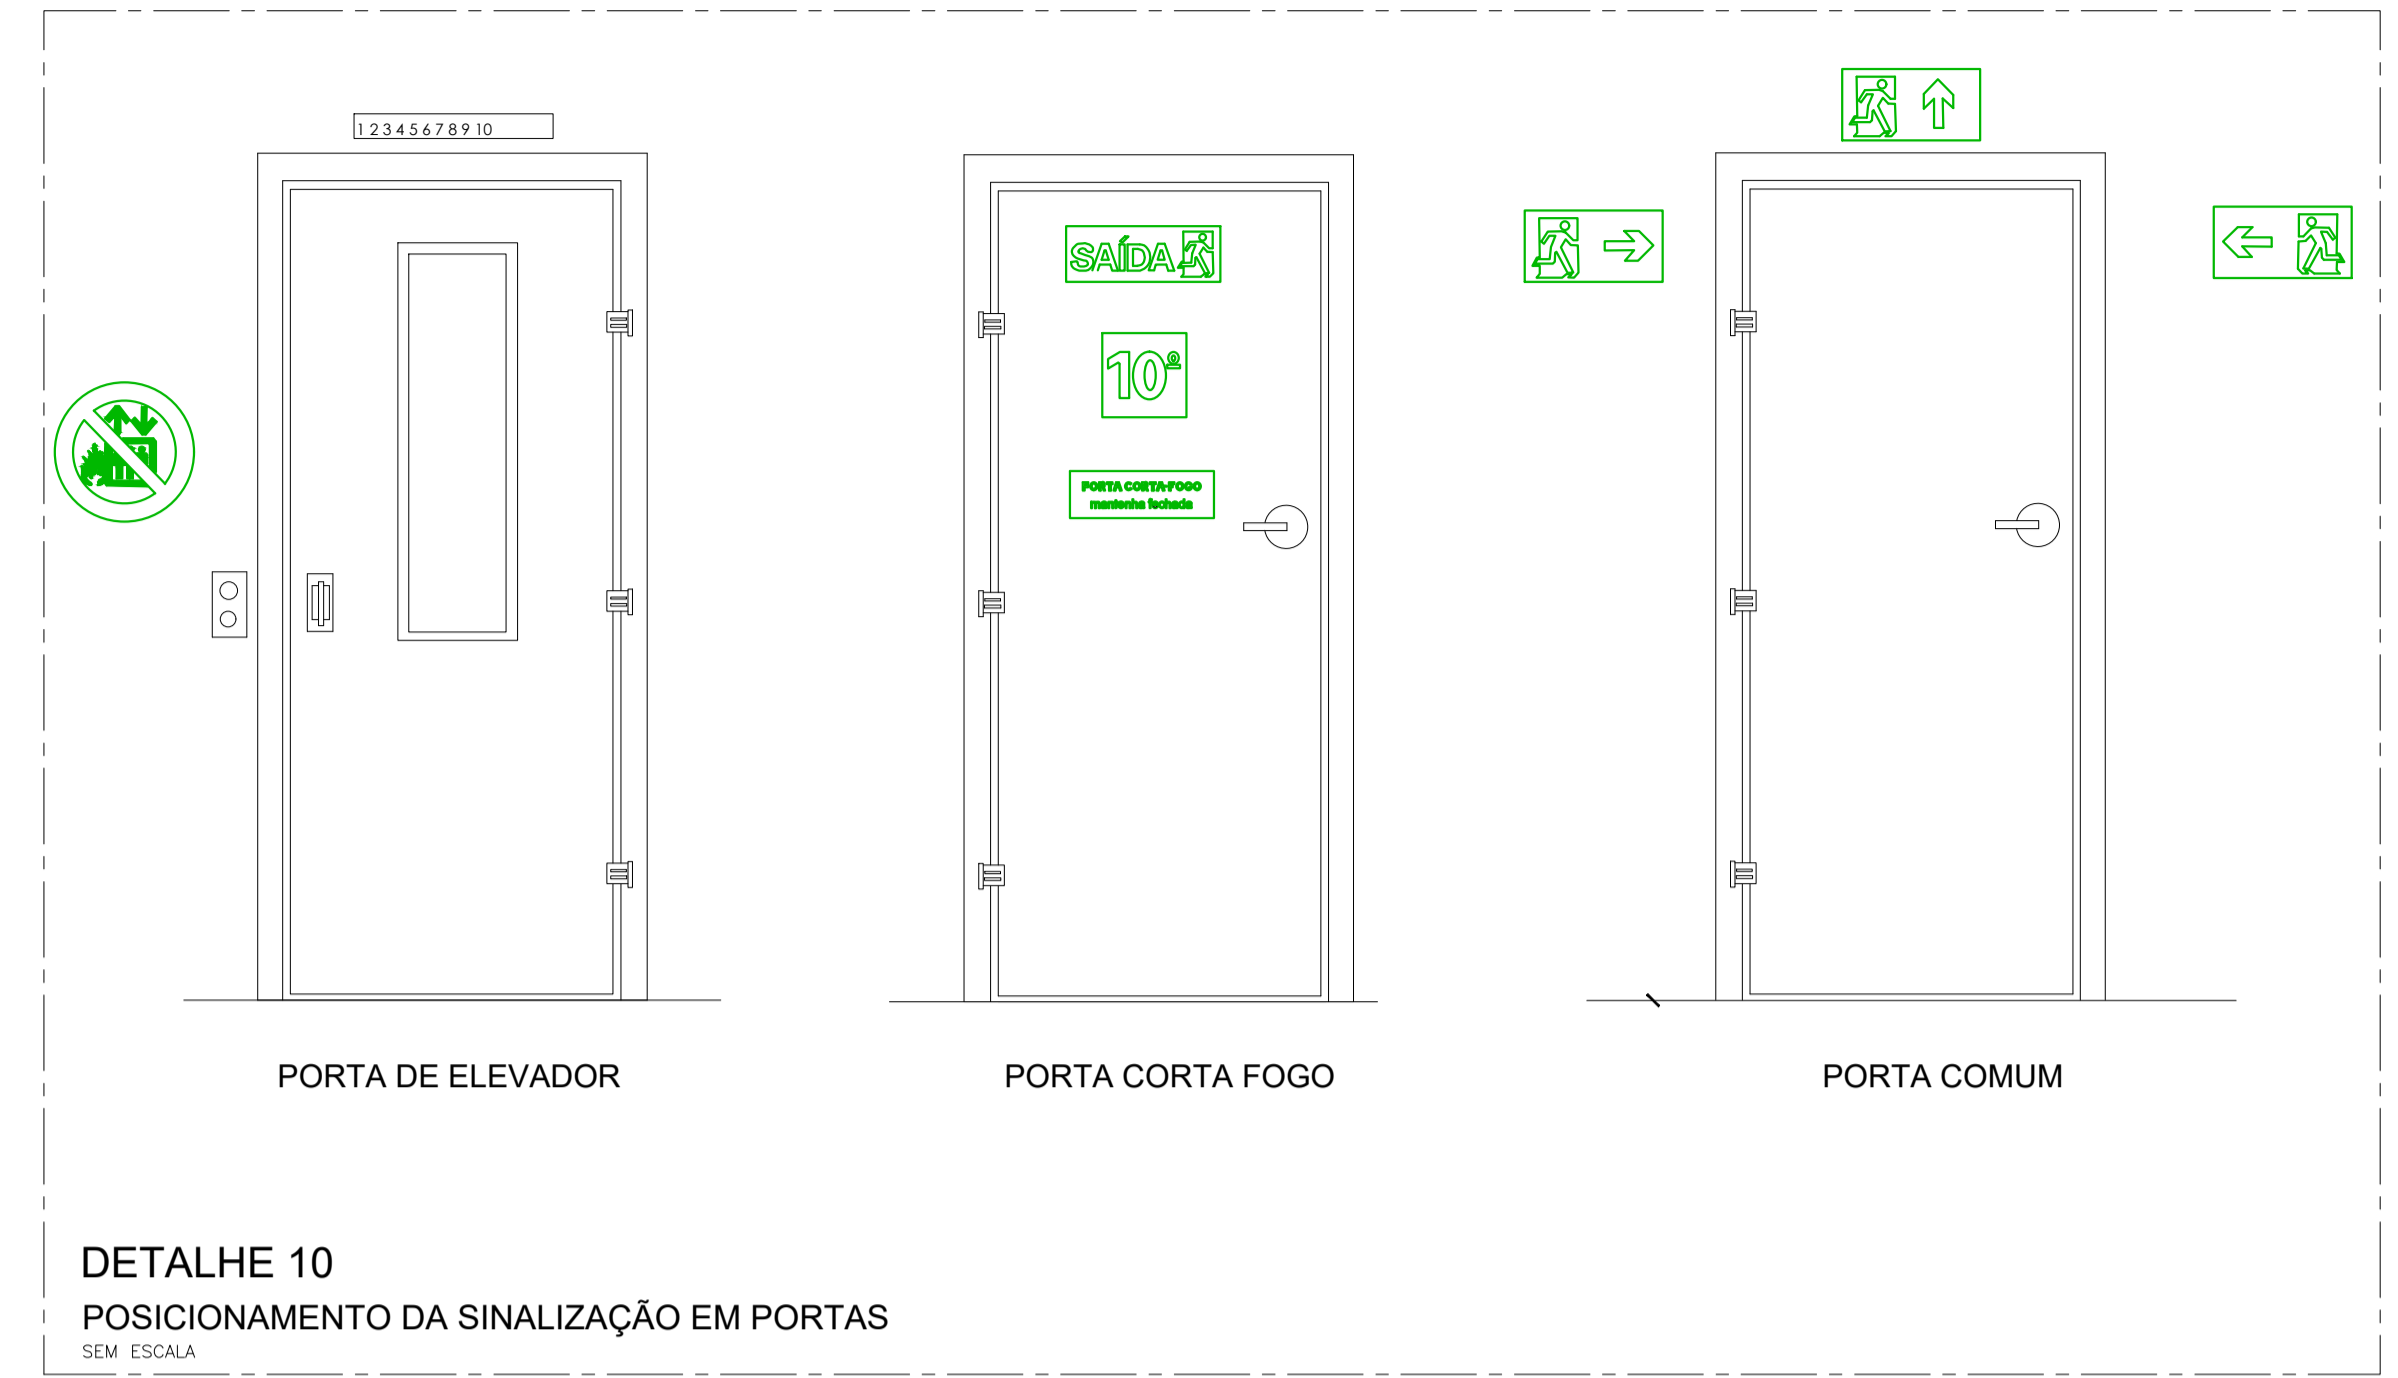 1 2 3 4 5 6 7 8 9 10
SAÍDA
10º
PORTA CORTA-FOGO
mantenha fechada
PORTA DE ELEVADOR
PORTA CORTA FOGO
PORTA COMUM
DETALHE 10
POSICIONAMENTO DA SINALIZAÇÃO EM PORTAS
SEM ESCALA